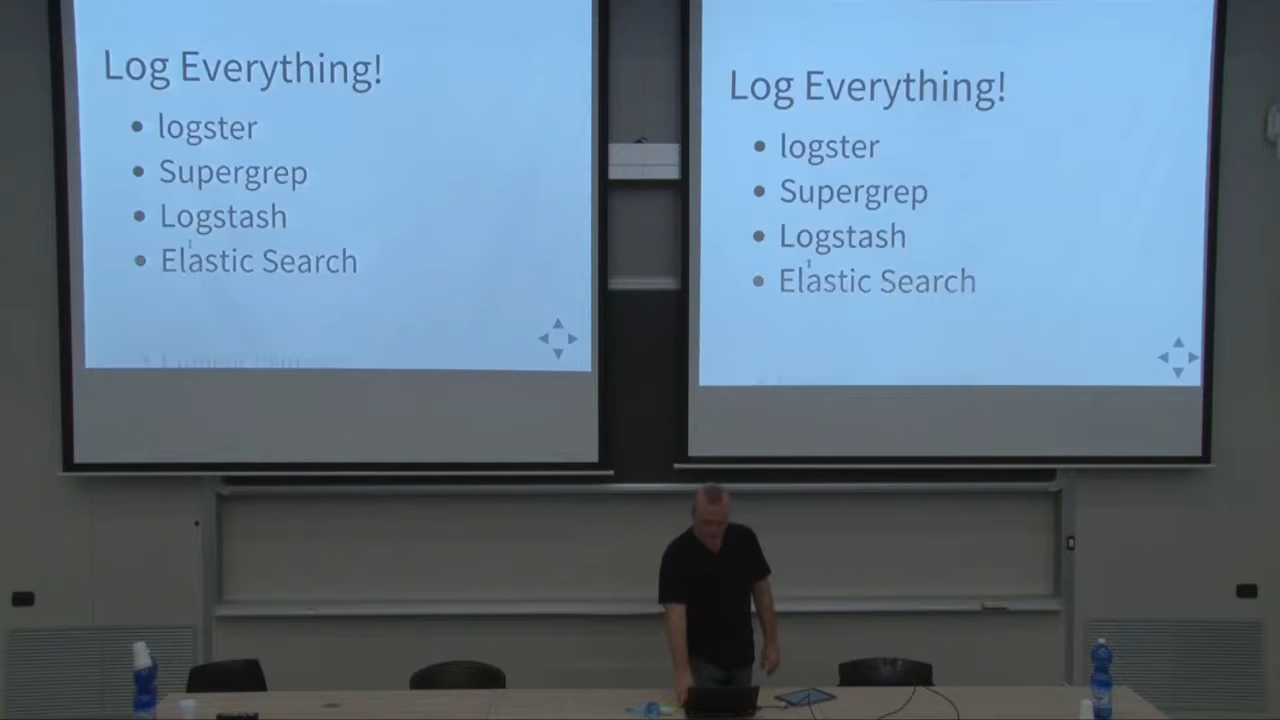 Log Everything!
logster
Supergrep
Logstash
Elastic Search
Log Everything!
logster
Supergrep
Logstash
Elastic Search